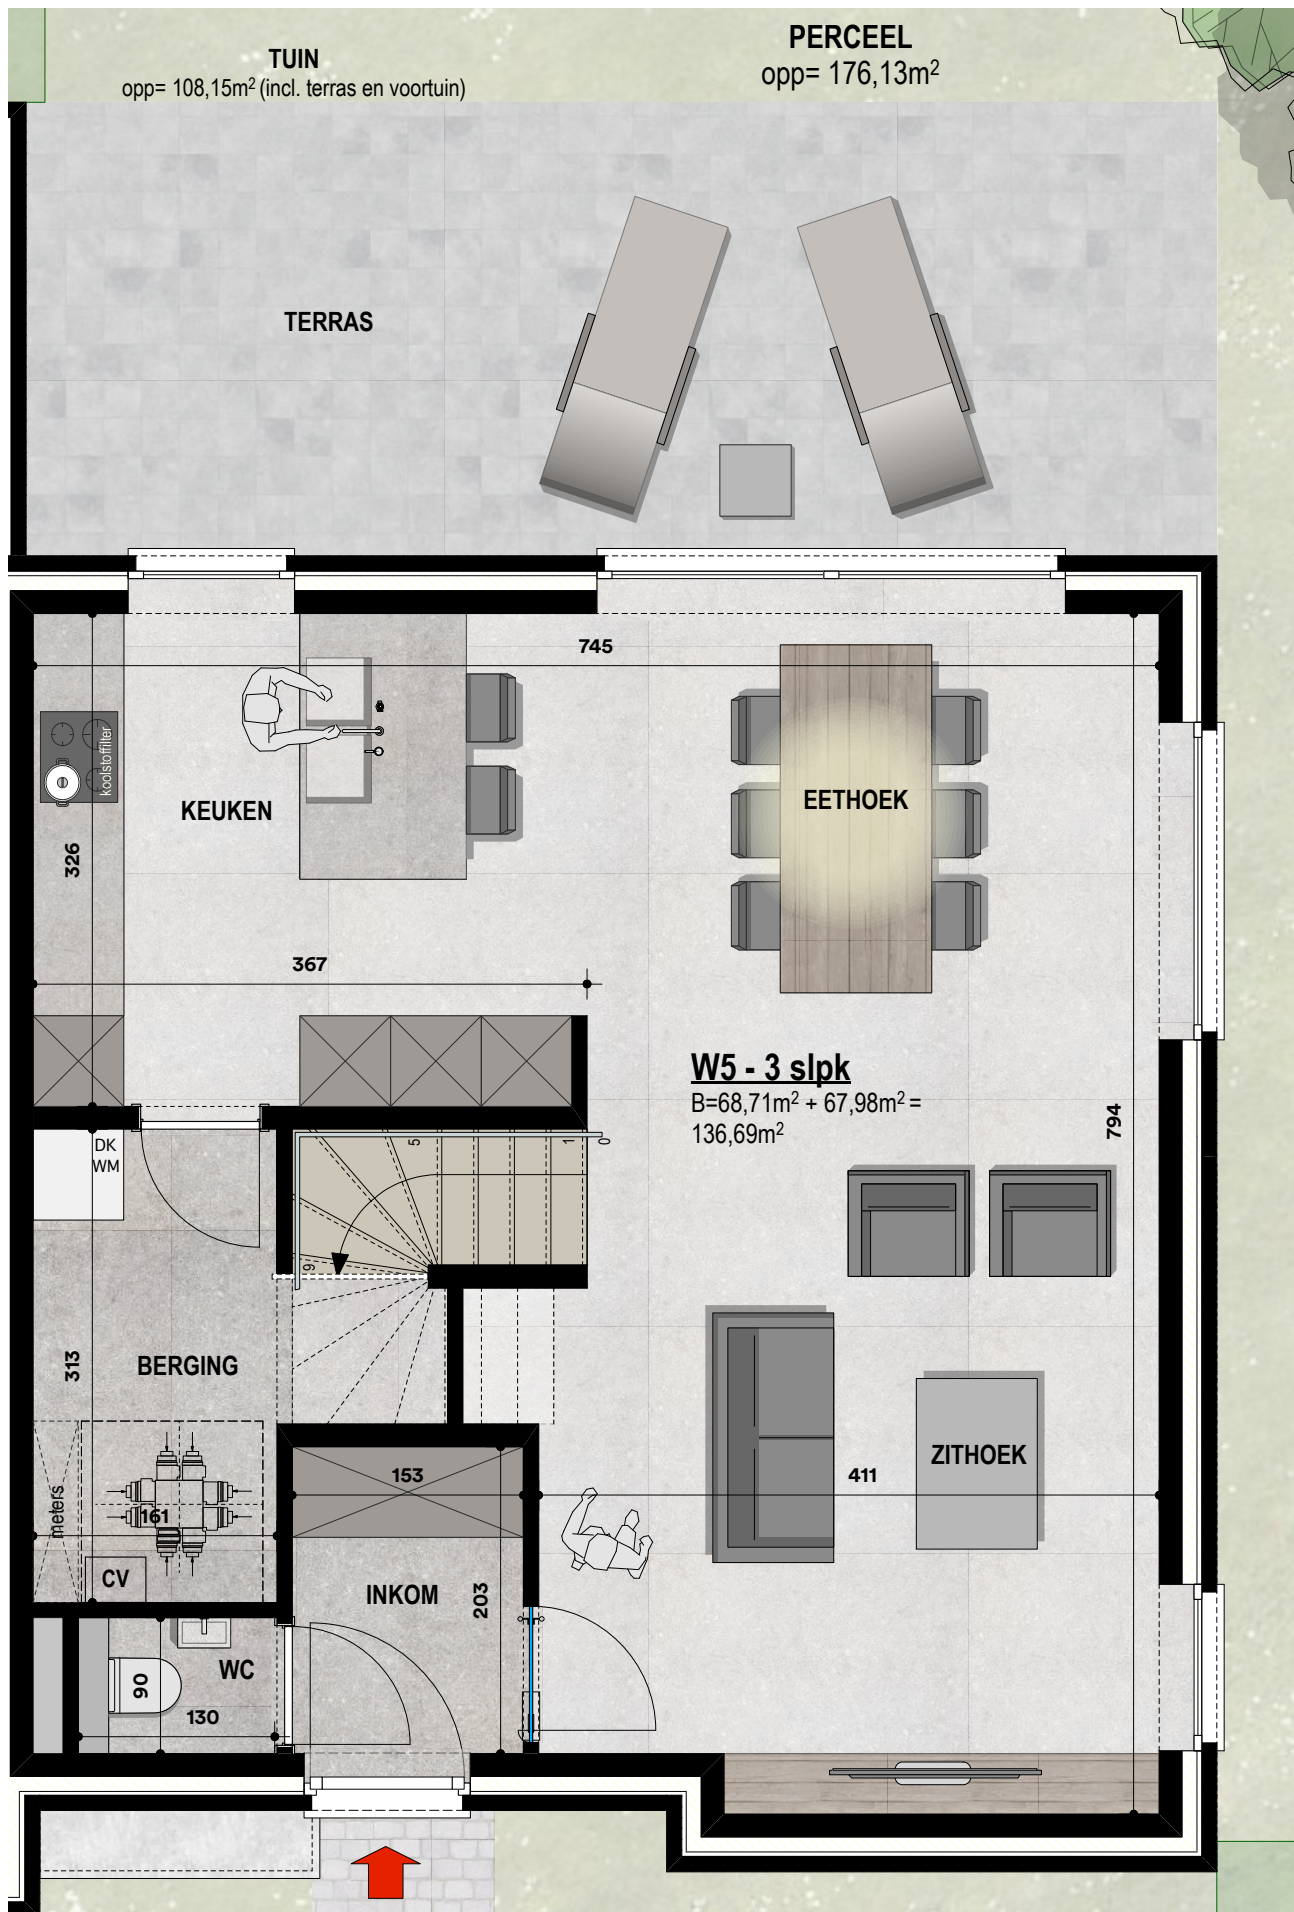 TUIN
opp= 108,15m² (incl. terras en voortuin)
PERCEEL
opp= 176,13m²
TERRAS
745
koolstoffilter
KEUKEN
EETHOEK
326
367
W5 - 3 slpk
B=68,71m² + 67,98m² =
136,69m²
794
DK
WM
5
1
0
9
313
BERGING
153
411
ZITHOEK
meters
161
CV
INKOM
203
WC
90
130